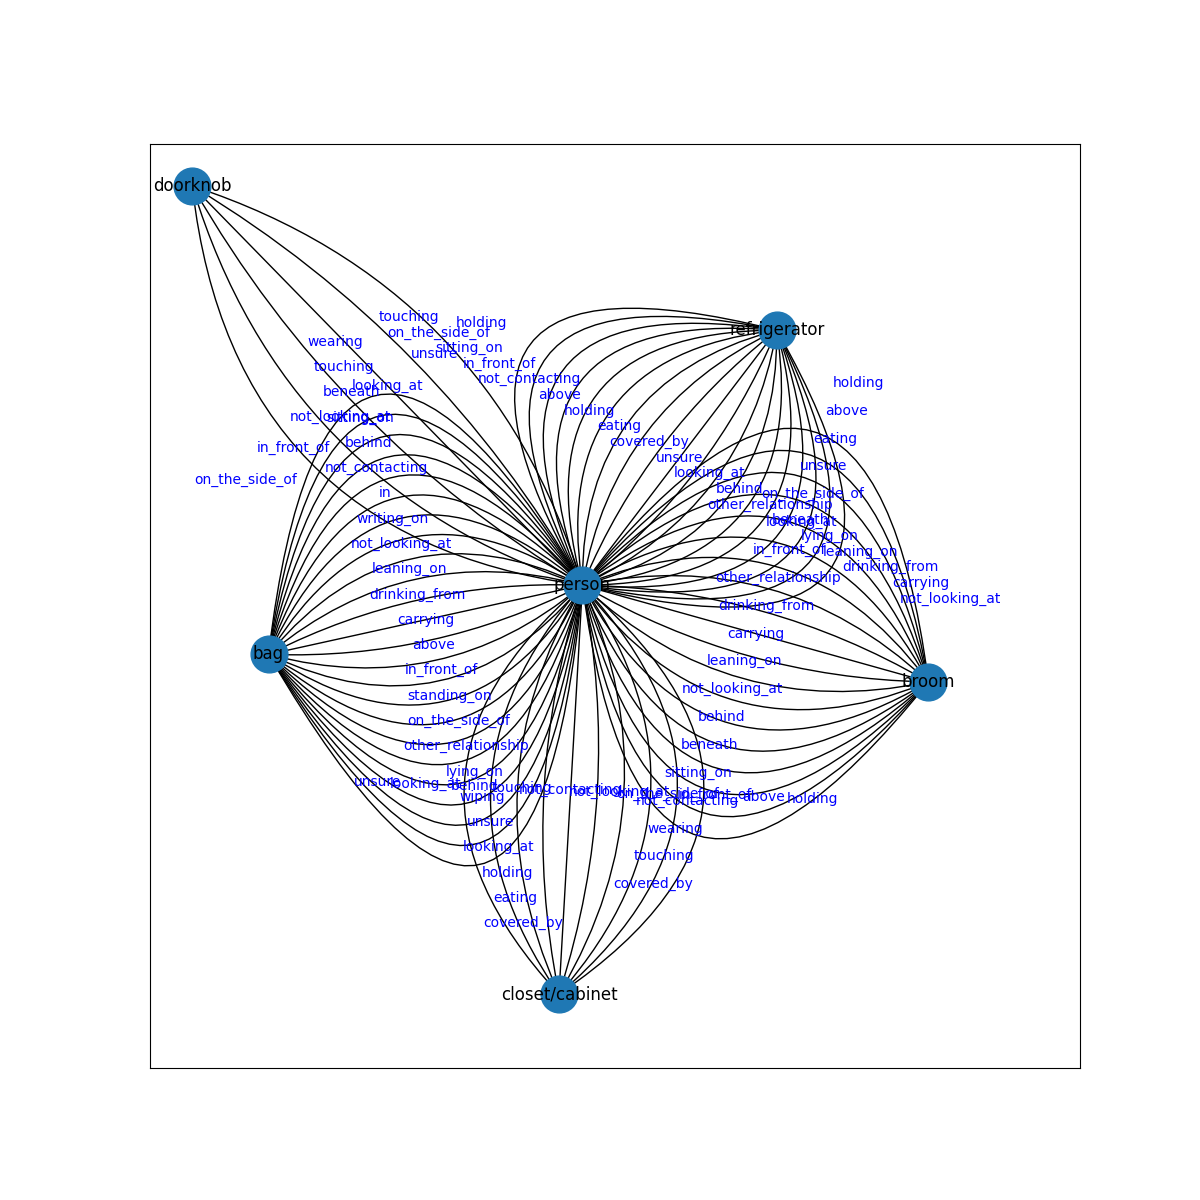 doorknob
touching
holding
on_the_side_of
wearing
sitting_on
unsure
refrigerator
in_front_of
touching
not_contacting
looking_at
holding
beneath
above
holding
above
not_looking_at
sitting_on
eating
behind
covered_by
eating
in_front_of
unsure
unsure
not_contacting
looking_at
on_the_side_of
behind
on_the_side_of
in
other_relationship
writing_on
beneath
looking_at
lying_on
not_looking_at
in_front_of
leaning_on
leaning_on
drinking_from
person
other_relationship
carrying
drinking_from
not_looking_at
carrying
drinking_from
above
carrying
bag
in_front_of
leaning_on
broom
standing_on
not_looking_at
on_the_side_of
behind
other_relationship
beneath
lying_on
sitting_on
unsure
looking_at
behind
touching
not_contacting
not_looking_at
on_the_side_of
in_front_of
above
holding
wiping
not_contacting
unsure
wearing
looking_at
touching
holding
covered_by
eating
covered_by
closet/cabinet